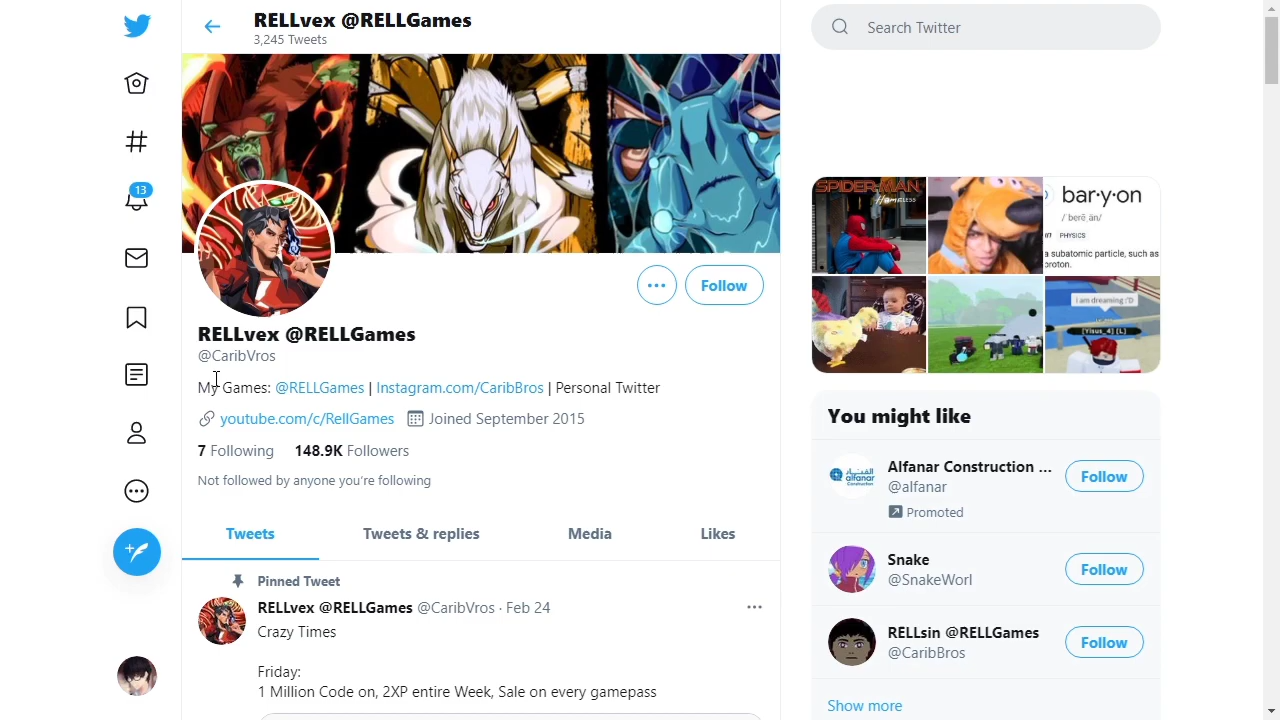 RELLvex @RELLGames
3,245 Tweets
Search Twitter
13
SPIDER-MAN
HOMELESS
bar·y·on
/ˈberēˌän/
PHYSICS
a subatomic particle, such as
proton.
I am dreaming :'D
[Yisus_4] [L]
Follow
RELLvex @RELLGames
@CaribVros
My Games: @RELLGames | Instagram.com/CaribBros | Personal Twitter
youtube.com/c/RellGames Joined September 2015
7 Following 148.9K Followers
Not followed by anyone you're following
Tweets Tweets & replies Media Likes
Pinned Tweet
RELLvex @RELLGames @CaribVros · Feb 24
Crazy Times
Friday:
1 Million Code on, 2XP entire Week, Sale on every gamepass
You might like
Alfanar Construction ...
@alfanar
Promoted
Follow
Snake
@SnakeWorl
Follow
RELLsin @RELLGames
@CaribBros
Follow
Show more